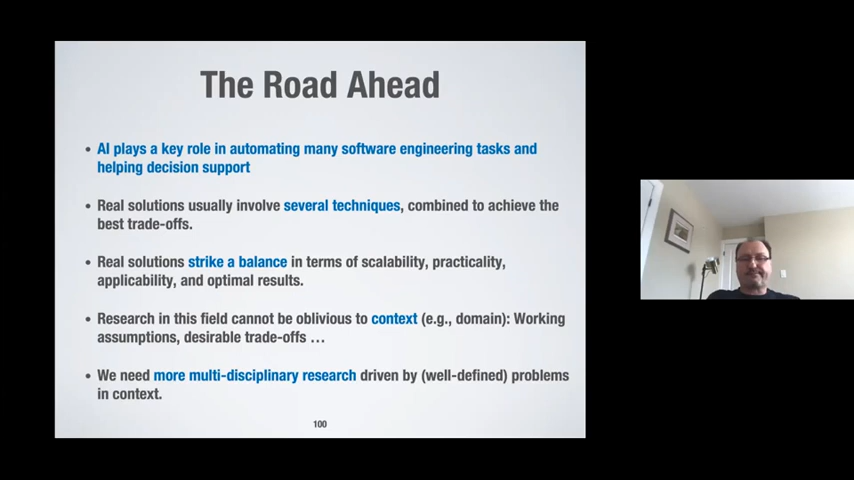 The Road Ahead
• AI plays a key role in automating many software engineering tasks and
helping decision support
• Real solutions usually involve several techniques, combined to achieve the
best trade-offs.
• Real solutions strike a balance in terms of scalability, practicality,
applicability, and optimal results.
• Research in this field cannot be oblivious to context (e.g., domain): Working
assumptions, desirable trade-offs …
• We need more multi-disciplinary research driven by (well-defined) problems
in context.
100